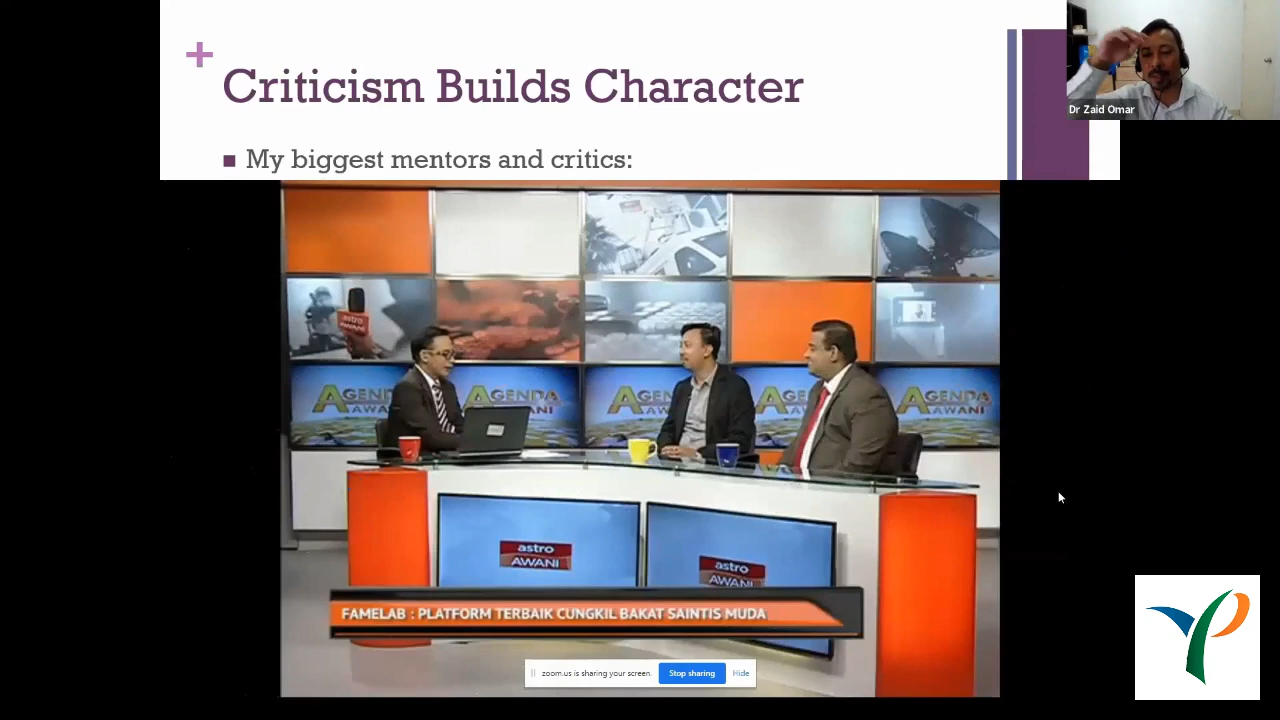 Criticism Builds Character
Dr Zaid Omar
My biggest mentors and critics:
astro
AWANI
AGENDA
AWANI
AGENDA
AWANI
AGENDA
AWANI
AGENDA
AWANI
AGENDA
AWANI
astro
AWANI
astro
AWANI
FAMELAB : PLATFORM TERBAIK CUNGKIL BAKAT SAINTIS MUDA
zoom.us is sharing your screen.
Stop sharing
Hide